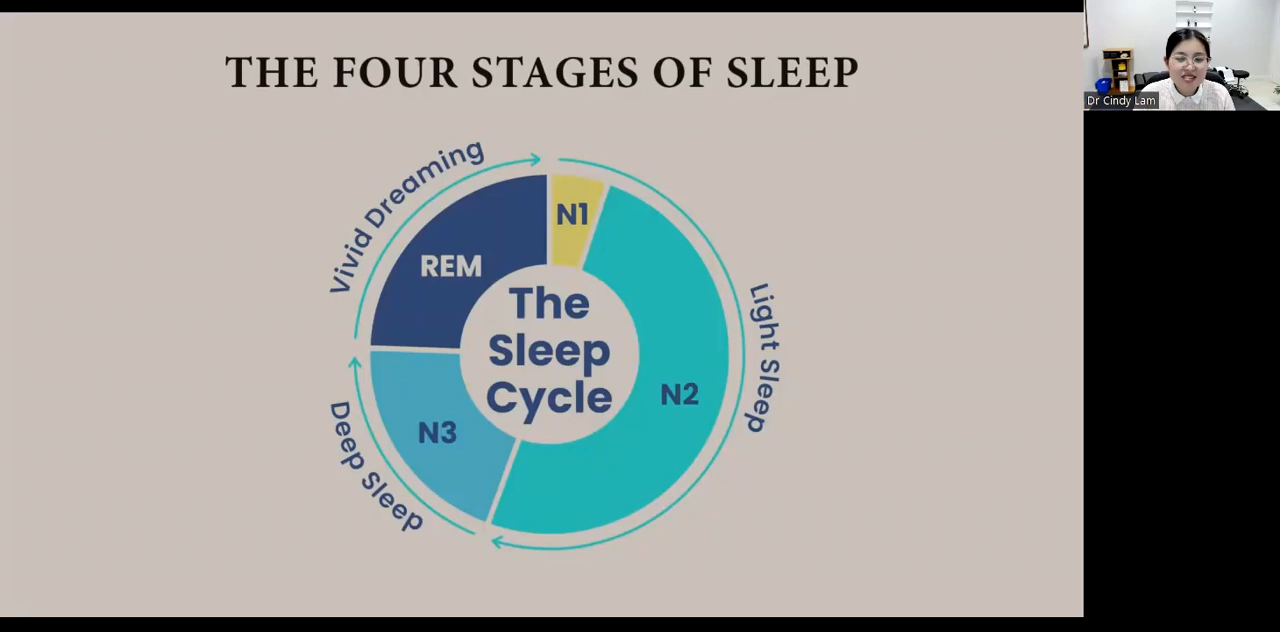 THE FOUR STAGES OF SLEEP
Dr Cindy Lam
Vivid Dreaming
N1
REM
The
Sleep
Cycle
Light Sleep
N2
N3
Deep Sleep